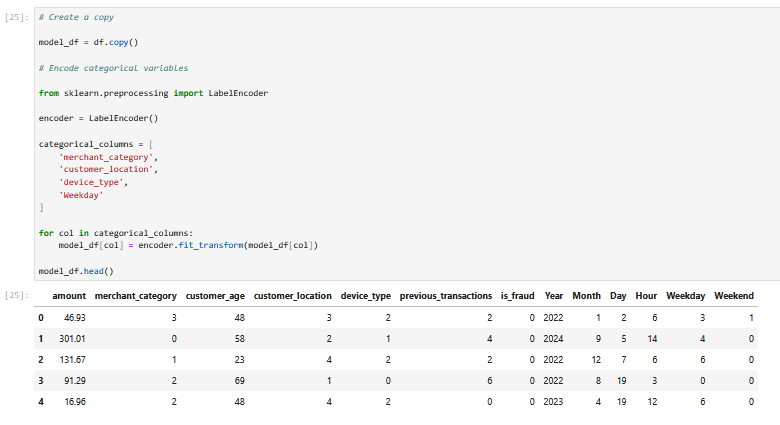 [25]: # Create a copy
model_df = df.copy()
# Encode categorical variables
from sklearn.preprocessing import LabelEncoder
encoder = LabelEncoder()
categorical_columns = [
'merchant_category',
'customer_location',
'device_type',
'Weekday'
]
for col in categorical_columns:
model_df[col] = encoder.fit_transform(model_df[col])
model_df.head()
[25]: amount merchant_category customer_age customer_location device_type previous_transactions is_fraud Year Month Day Hour Weekday Weekend
0 46.93 3 48 3 2 2 0 2022 1 2 6 3 1
1 301.01 0 58 2 1 4 0 2024 9 5 14 4 0
2 131.67 1 23 4 2 2 0 2022 12 7 6 6 0
3 91.29 2 69 1 0 6 0 2022 8 19 3 0 0
4 16.96 2 48 4 2 0 0 2023 4 19 12 6 0